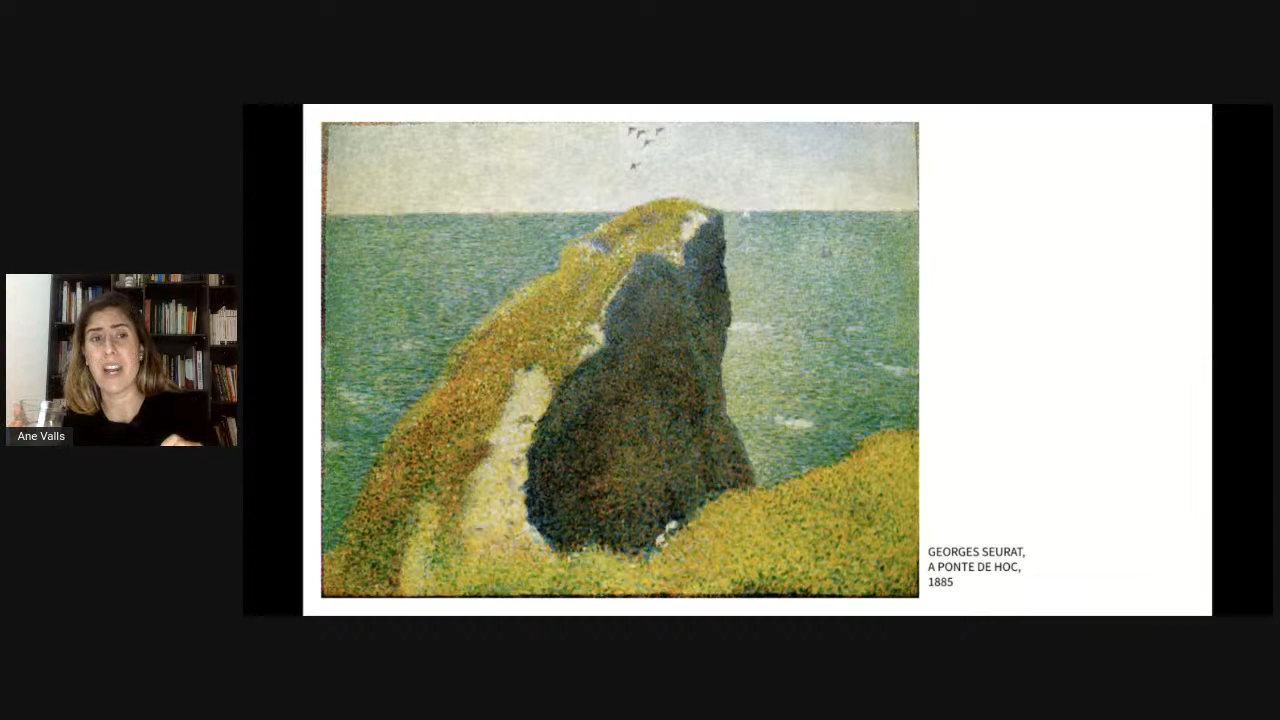 Ane Valls
GEORGES SEURAT,
A PONTE DE HOC,
1885